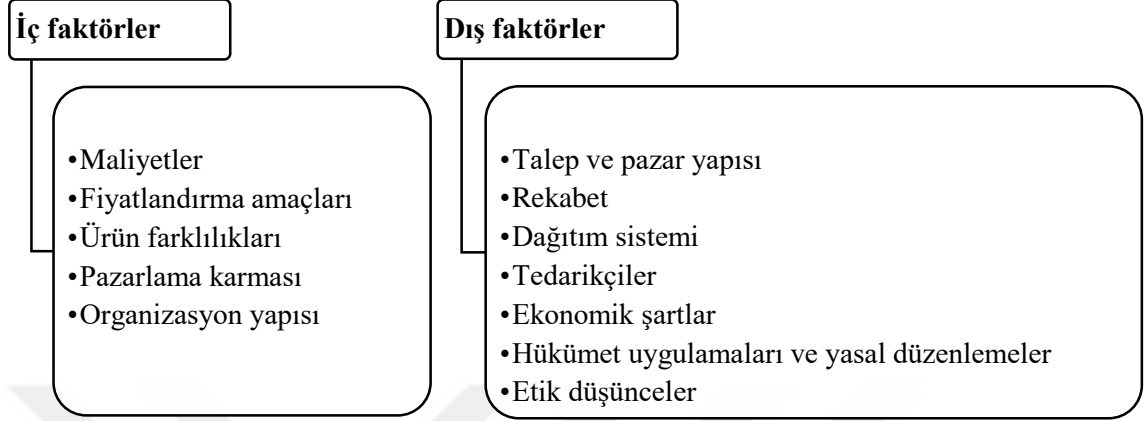 İç faktörler
•Maliyetler
•Fiyatlandırma amaçları
•Ürün farklılıkları
•Pazarlama karması
•Organizasyon yapısı
Dış faktörler
•Talep ve pazar yapısı
•Rekabet
•Dağıtım sistemi
•Tedarikçiler
•Ekonomik şartlar
•Hükümet uygulamaları ve yasal düzenlemeler
•Etik düşünceler